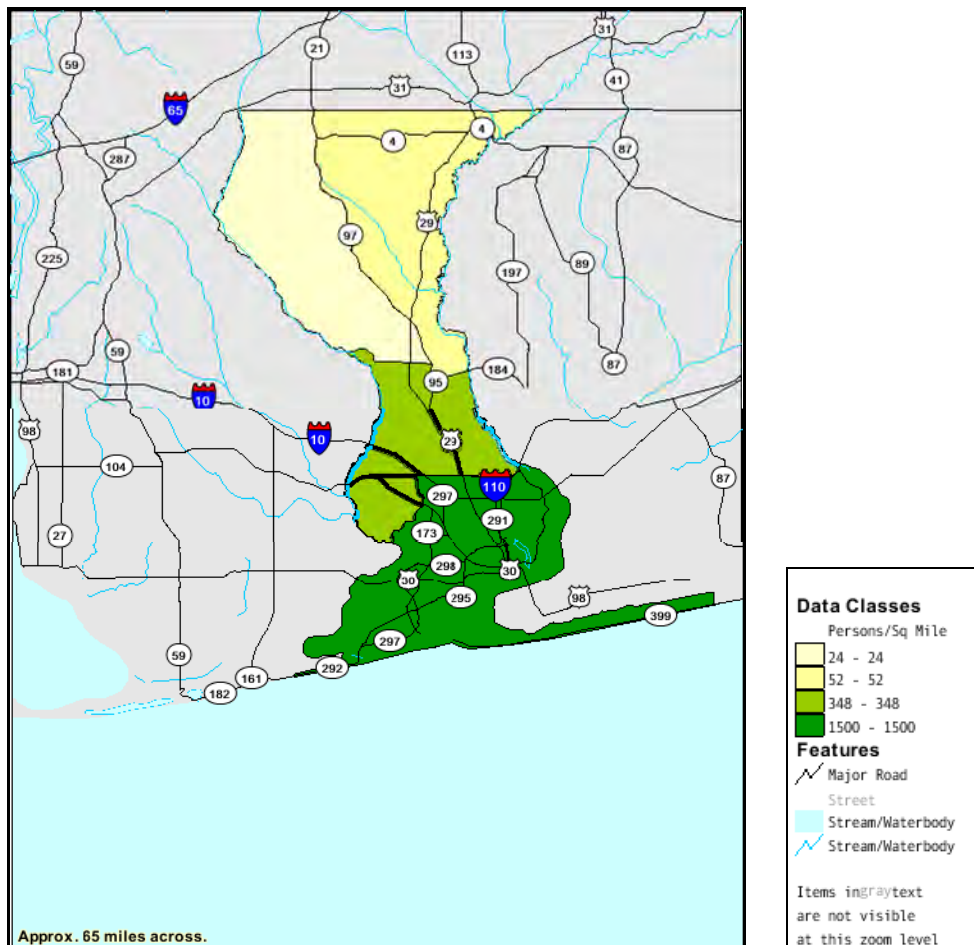 31
21
113
59
41
31
65
4
4
87
287
29
97
225
89
197
59
87
184
181
95
10
98
10
29
104
87
110
297
291
27
173
298
30
30
98
295
399
297
59
292
161
182
Approx. 65 miles across.
Data Classes
Persons/Sq Mile
24 - 24
52 - 52
348 - 348
1500 - 1500
Features
Major Road
Street
Stream/Waterbody
Stream/Waterbody
Items ingraytext
are not visible
at this zoom level